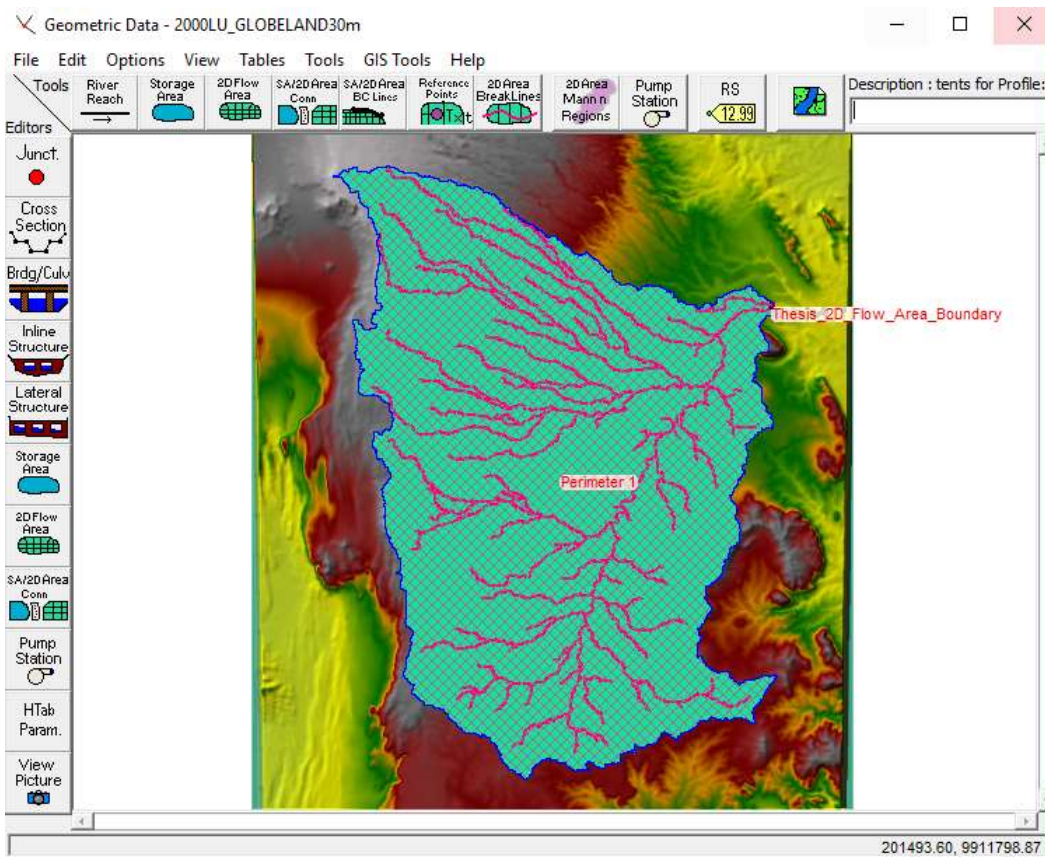 Geometric Data - 2000LU_GLOBELAND30m
File Edit Options View Tables Tools GIS Tools Help
Tools
Editors
River
Reach
Storage
Area
2D Flow
Area
SA/2D Area
Conn
SA/2D Area
BC Lines
Reference
Points
2D Area
BreakLines
2D Area
Mann n
Regions
Pump
Station
RS
12.99
Description : tents for Profile:
Junct.
Cross
Section
Brdg/Culv
Inline
Structure
Lateral
Structure
Storage
Area
2D Flow
Area
SA/2D Area
Conn
Pump
Station
HTab
Param.
View
Picture
Thesis_2D_Flow_Area_Boundary
Perimeter 1
201493.60, 9911798.87